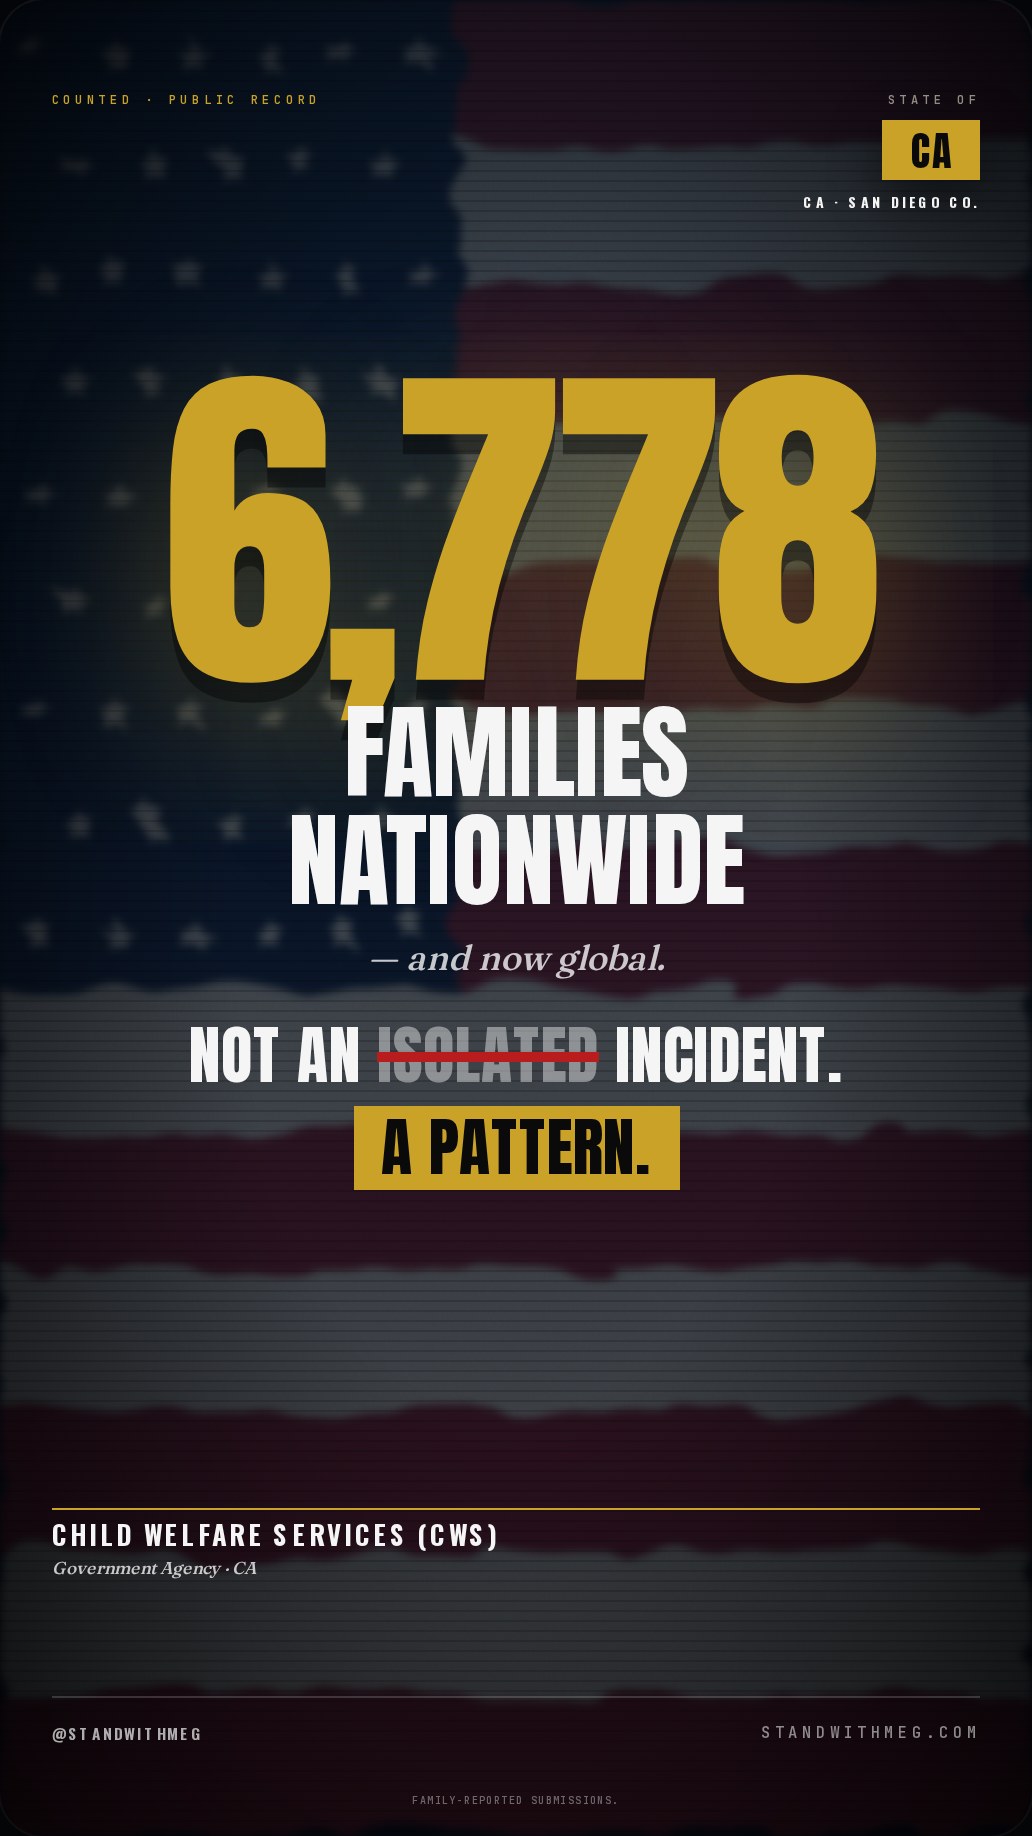 COUNTED · PUBLIC RECORD
STATE OF
CA
CA · SAN DIEGO CO.
6,778
FAMILIES
NATIONWIDE
— and now global.
NOT AN ISOLATED INCIDENT.
A PATTERN.
CHILD WELFARE SERVICES (CWS)
Government Agency · CA
@STANDWITHMEG
STANDWITHMEG.COM
FAMILY-REPORTED SUBMISSIONS.